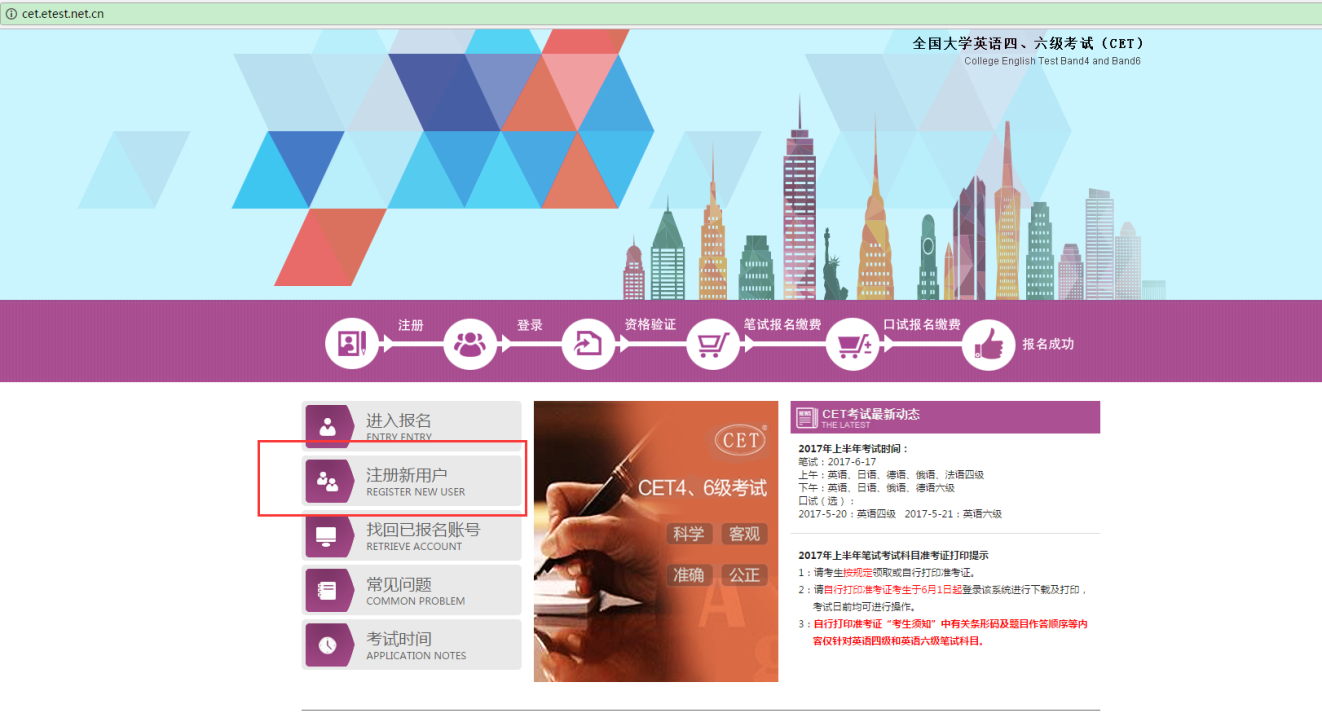 cet.etest.net.cn
全国大学英语四、六级考试（CET）
College English Test Band4 and Band6
注册
登录
资格验证
笔试报名缴费
口试报名缴费
报名成功
进入报名
ENTRY ENTRY
注册新用户
REGISTER NEW USER
找回已报名账号
RETRIEVE ACCOUNT
常见问题
COMMON PROBLEM
考试时间
APPLICATION NOTES
CET®
CET4、6级考试
科学 客观
准确 公正
NEWS
CET考试最新动态
THE LATEST
2017年上半年考试时间：
笔试：2017-6-17
上午：英语、日语、德语、俄语、法语四级
下午：英语、日语、俄语、德语六级
口试（选）：
2017-5-20：英语四级 2017-5-21：英语六级
2017年上半年笔试考试科目准考证打印提示
1：请考生按规定领取或自行打印准考证。
2：请自行打印准考证考生于6月1日起登录该系统进行下载及打印，
考试日前均可进行操作。
3：自行打印准考证“考生须知”中有关条形码及题目作答顺序等内
容仅针对英语四级和英语六级笔试科目。